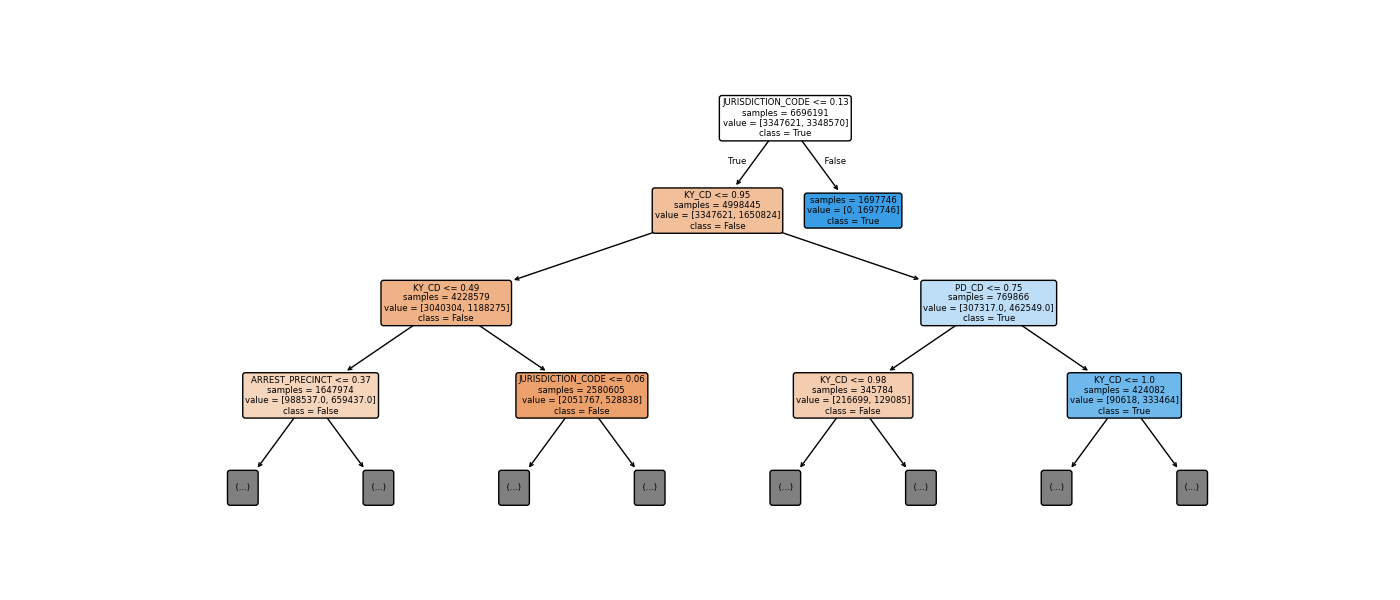 JURISDICTION_CODE <= 0.13
samples = 6696191
value = [3347621, 3348570]
class = True
True
False
KY_CD <= 0.95
samples = 4998445
value = [3347621, 1650824]
class = False
samples = 1697746
value = [0, 1697746]
class = True
KY_CD <= 0.49
samples = 4228579
value = [3040304, 1188275]
class = False
PD_CD <= 0.75
samples = 769866
value = [307317.0, 462549.0]
class = True
ARREST_PRECINCT <= 0.37
samples = 1647974
value = [988537.0, 659437.0]
class = False
JURISDICTION_CODE <= 0.06
samples = 2580605
value = [2051767, 528838]
class = False
KY_CD <= 0.98
samples = 345784
value = [216699, 129085]
class = False
KY_CD <= 1.0
samples = 424082
value = [90618, 333464]
class = True
(...)
(...)
(...)
(...)
(...)
(...)
(...)
(...)